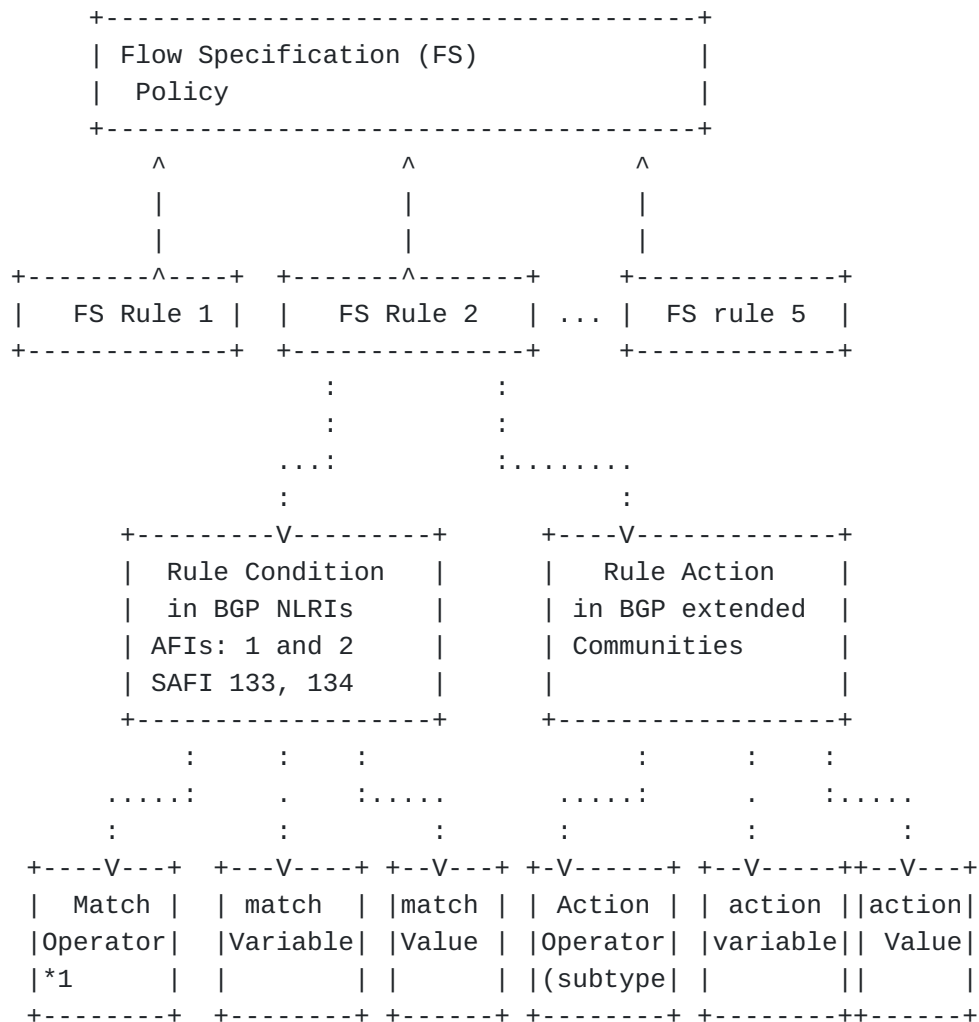 +--------------------------------------+
| Flow Specification (FS)              |
|  Policy                              |
+--------------------------------------+
    ^               ^              ^
    |               |              |
    |               |              |
+--------^----+  +-------^-------+     +-------------+
|   FS Rule 1 |  |   FS Rule 2   | ... |  FS rule 5  |
+-------------+  +---------------+     +-------------+
                    :          :
                    :          :
                 ...:          :........
                 :                     :
       +---------V---------+      +----V-------------+
       |  Rule Condition   |      |   Rule Action    |
       |  in BGP NLRIs     |      | in BGP extended  |
       | AFIs: 1 and 2     |      | Communities      |
       | SAFI 133, 134     |      |                  |
       +-------------------+      +------------------+
           :     :    :                 :      :    :
      .....:     .    :.....       .....:      .    :.....
      :          :         :       :           :         :
 +----V---+  +---V----+ +--V---+ +-V------+ +--V-----++--V---+
 |  Match |  | match  | |match | | Action | | action ||action|
 |Operator|  |Variable| |Value | |Operator| |variable|| Value|
 |*1      |  |        | |      | |(subtype| |        ||      |
 +--------+  +--------+ +------+ +--------+ +--------++------+